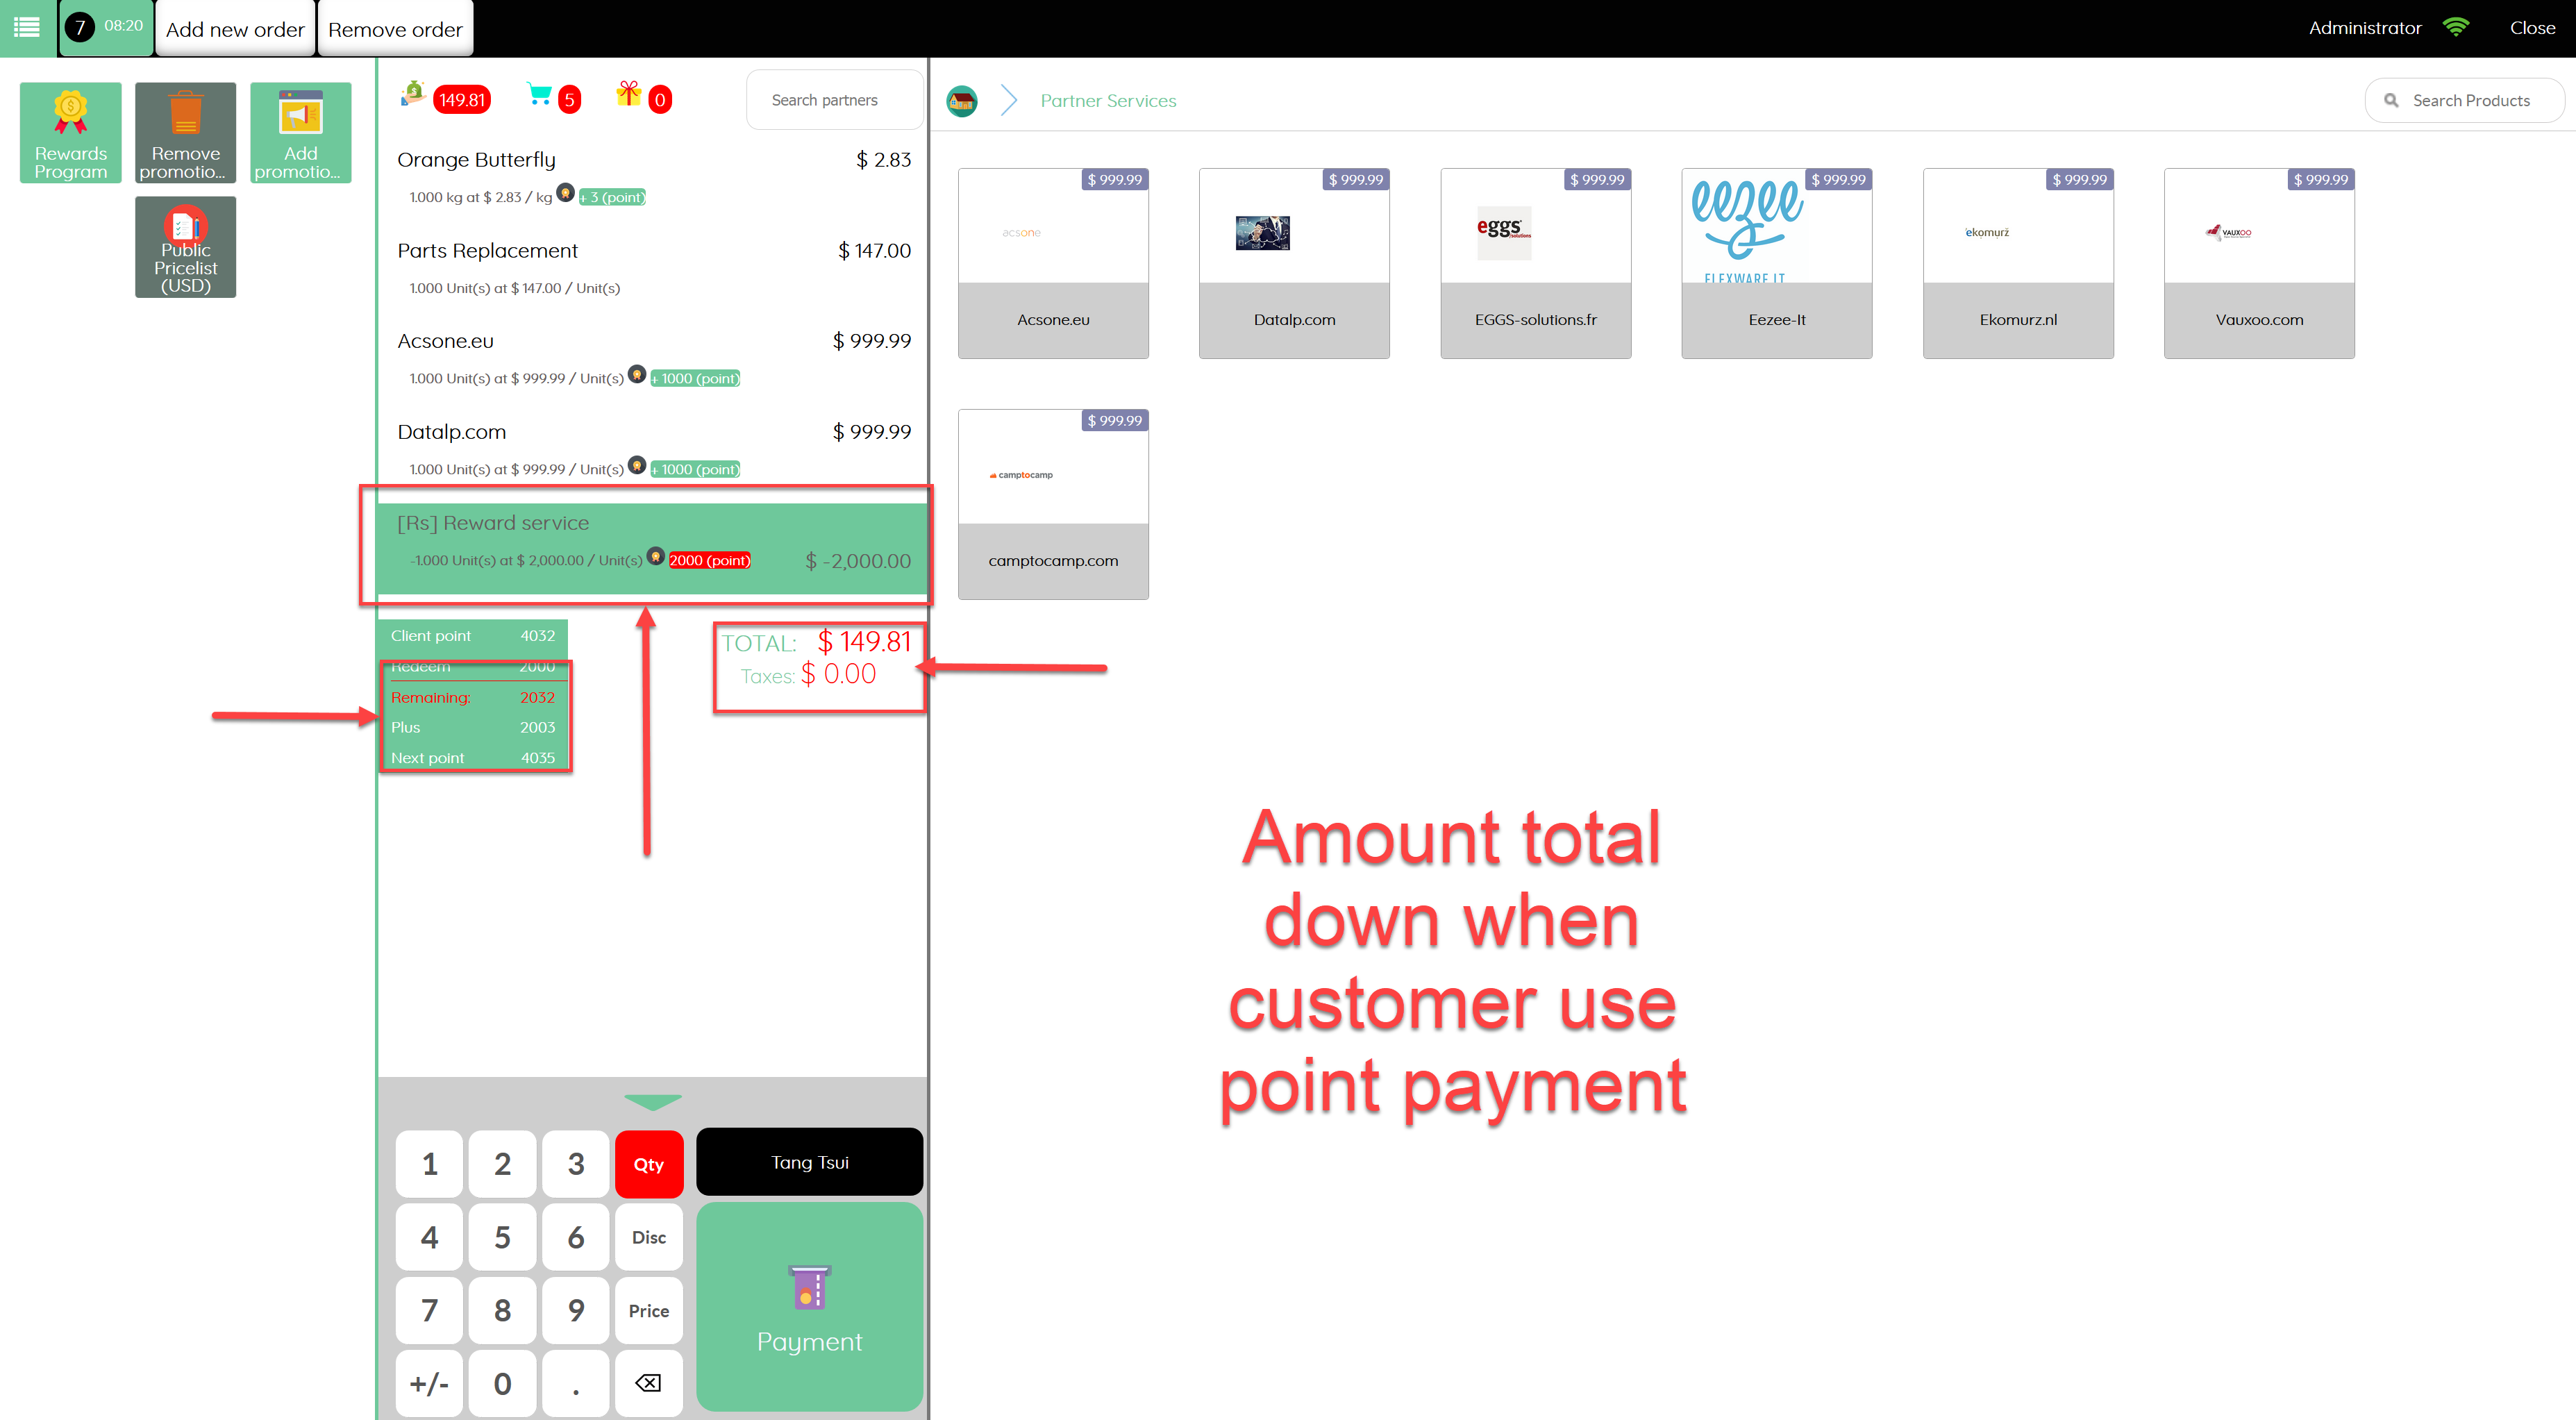 7 08:20 Add new order Remove order Administrator Close
Rewards
Program
Remove
promotio...
Add
promotio...
Public
Pricelist
(USD)
149.81 5 0 Search partners
Orange Butterfly $ 2.83
1.000 kg at $ 2.83 / kg + 3 (point)
Parts Replacement $ 147.00
1.000 Unit(s) at $ 147.00 / Unit(s)
Acsone.eu $ 999.99
1.000 Unit(s) at $ 999.99 / Unit(s) + 1000 (point)
Datalp.com $ 999.99
1.000 Unit(s) at $ 999.99 / Unit(s) + 1000 (point)
[Rs] Reward service
-1.000 Unit(s) at $ 2,000.00 / Unit(s) 2000 (point) $ -2,000.00
Client point 4032
Redeem 2000
Remaining: 2032
Plus 2003
Next point 4035
TOTAL: $ 149.81
Taxes: $ 0.00
1 2 3 Qty
4 5 6 Disc
7 8 9 Price
+/- 0 .
Tang Tsui
Payment
Partner Services Search Products
$ 999.99 $ 999.99 $ 999.99 $ 999.99 $ 999.99 $ 999.99
acsone
eggs solutions
eezee
FLEXWARE IT
ekomurz
VAUXOO
Acsone.eu Datalp.com EGGS-solutions.fr Eezee-It Ekomurz.nl Vauxoo.com
$ 999.99
camptocamp
camptocamp.com
Amount total
down when
customer use
point payment